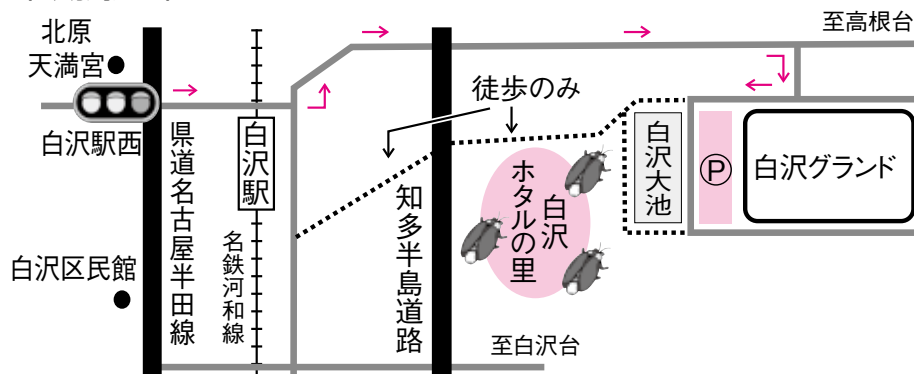 至高根台
北原
天満宮
徒歩のみ
白沢駅西
県道名古屋半田線
白沢駅
名鉄河和線
知多半島道路
白沢
ホタルの里
白沢大池
P
白沢グランド
白沢区民館
至白沢台